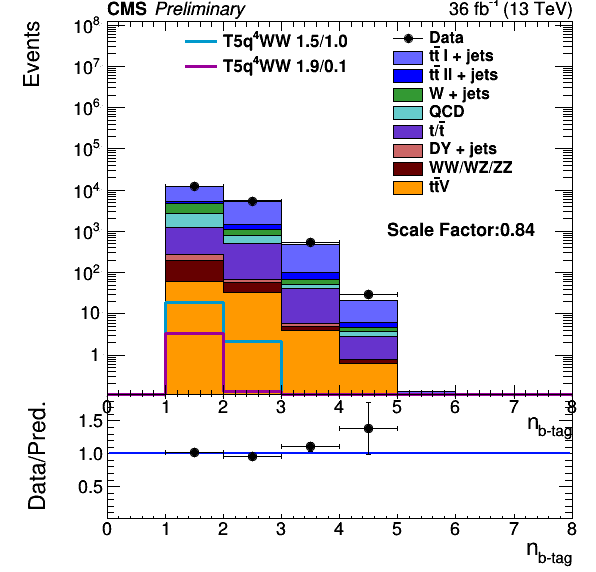 CMS Preliminary 36 fb⁻¹ (13 TeV)
Events
10⁸
10⁷
10⁶
10⁵
10⁴
10³
10²
10
1
T5q⁴WW 1.5/1.0
T5q⁴WW 1.9/0.1
Data
tt̄ l + jets
tt̄ ll + jets
W + jets
QCD
t/t̄
DY + jets
WW/WZ/ZZ
tt̄V
Scale Factor:0.84
0 1 2 3 4 5 6 7 8
n_b-tag
Data/Pred.
1.5
1.0
0.5
0 1 2 3 4 5 6 7 8
n_b-tag